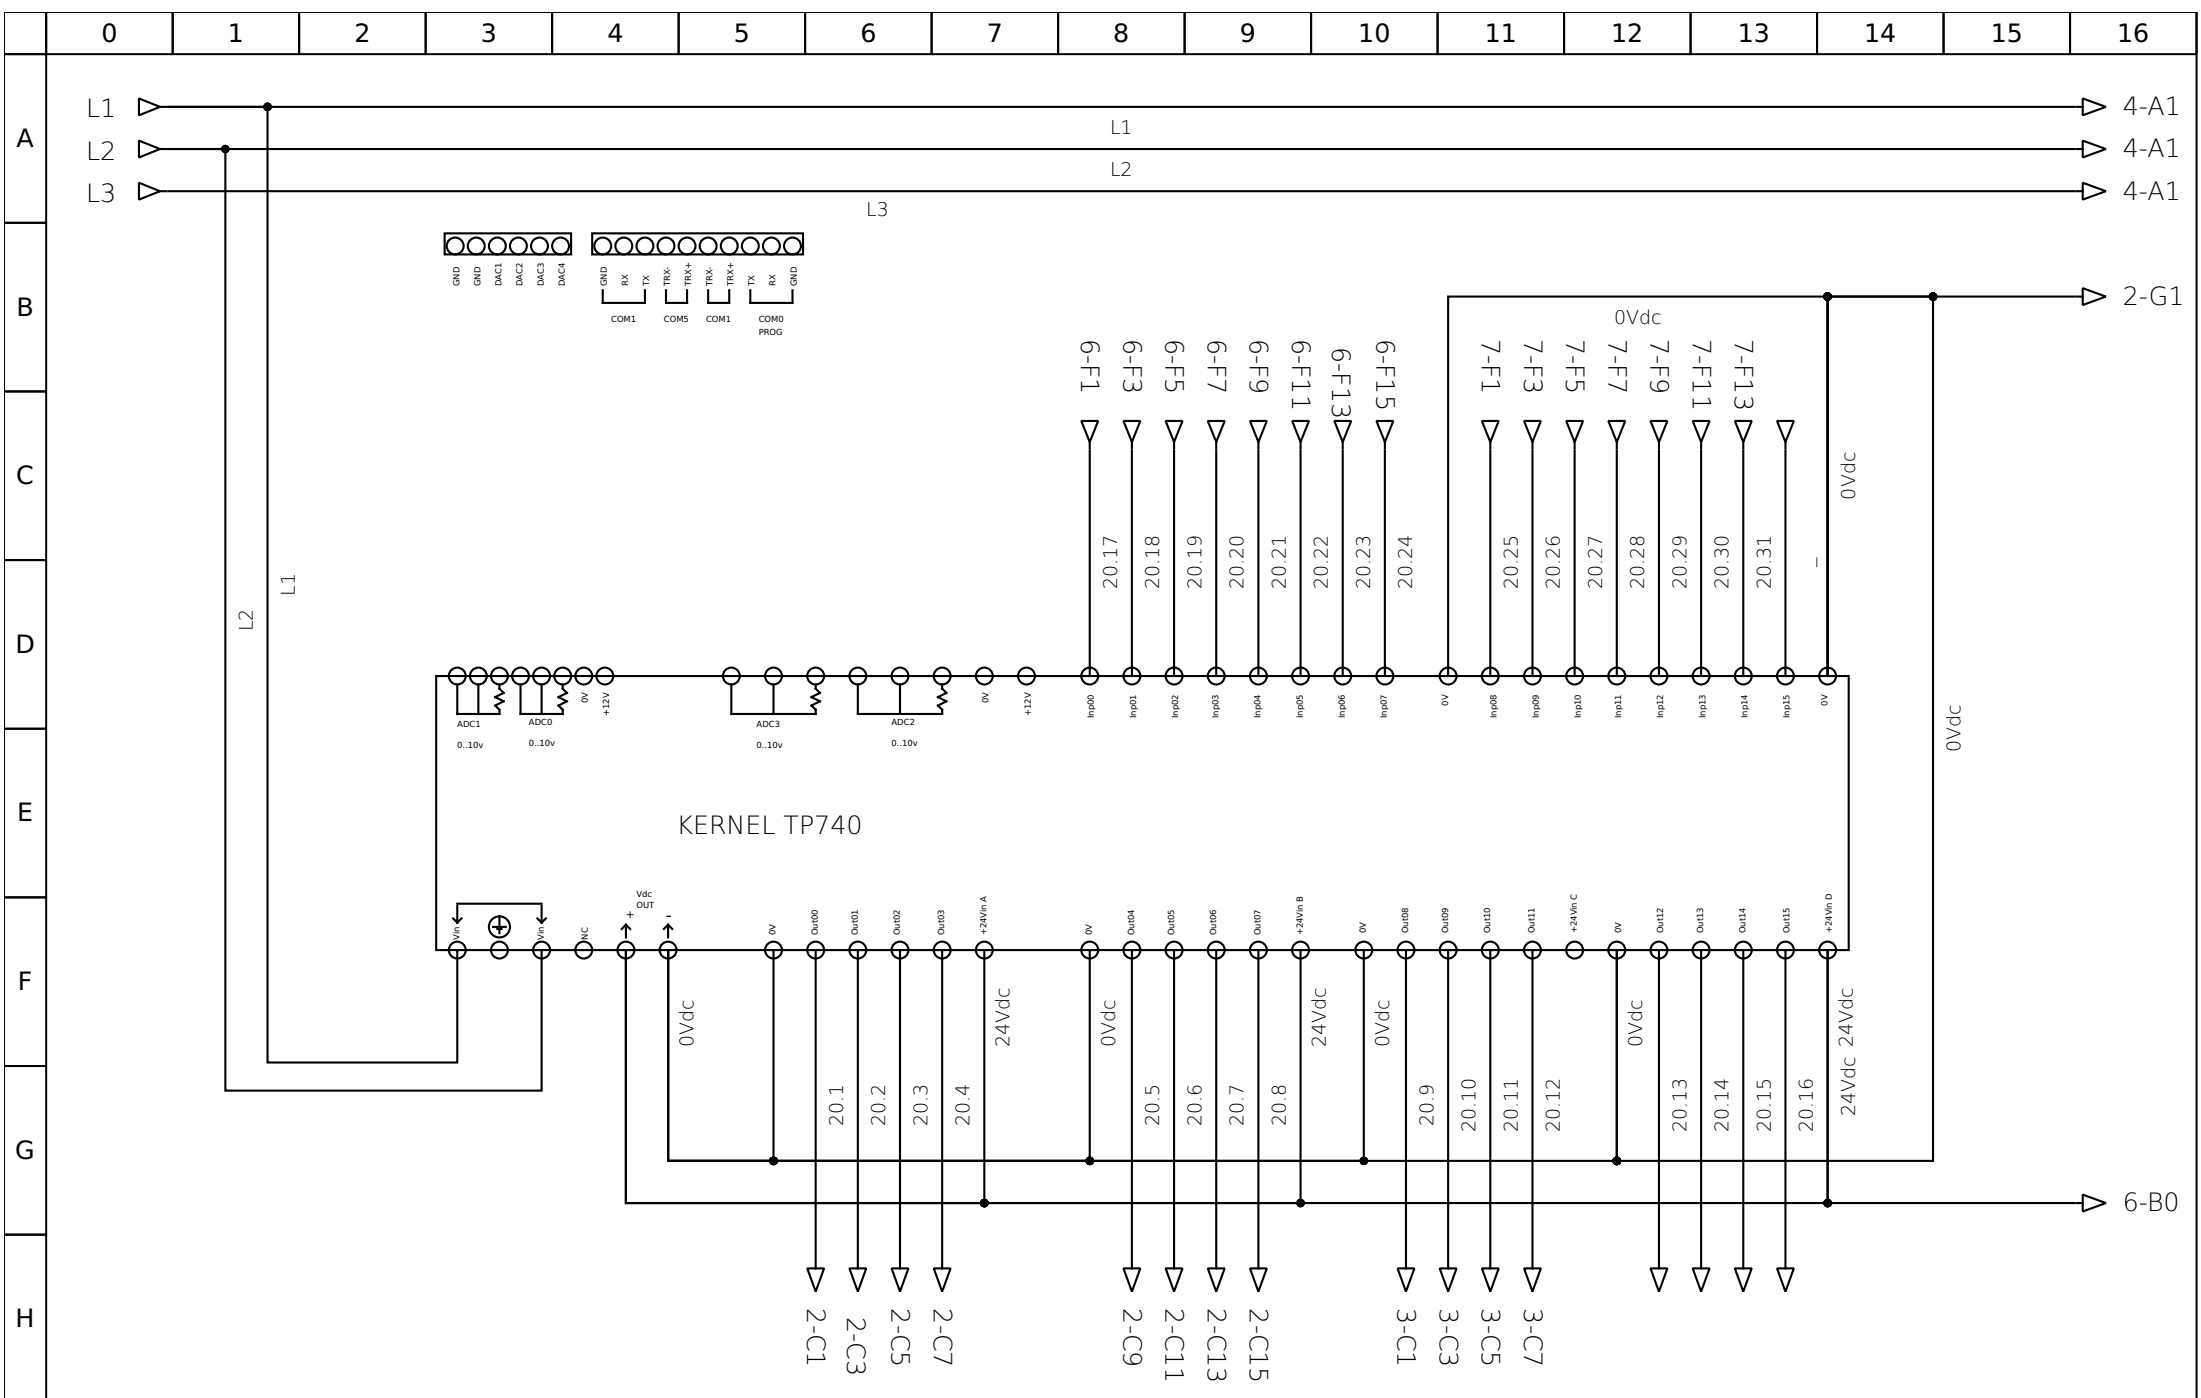 0 1 2 3 4 5 6 7 8 9 10 11 12 13 14 15 16
A
L1 4-A1
L1
L2 4-A1
L2
L3 4-A1
L3
B
GND GND DAC1 DAC2 DAC3 DAC4
GND RX TX TRX- TRX+ TRX- TRX+ TX RX GND
COM1 COM5 COM1 COM0
PROG
2-G1
0Vdc
6-F1 6-F3 6-F5 6-F7 6-F9 6-F11 6-F13 6-F15 7-F1 7-F3 7-F5 7-F7 7-F9 7-F11 7-F13
C
0Vdc
20.17 20.18 20.19 20.20 20.21 20.22 20.23 20.24 20.25 20.26 20.27 20.28 20.29 20.30 20.31 _
L2 L1
D
0V +12V 0V +12V Inp00 Inp01 Inp02 Inp03 Inp04 Inp05 Inp06 Inp07 0V Inp08 Inp09 Inp10 Inp11 Inp12 Inp13 Inp14 Inp15 0V
ADC1 ADC0 ADC3 ADC2
0..10v 0..10v 0..10v 0..10v
0Vdc
E
KERNEL TP740
Vdc
OUT
+ -
Vin Vin NC 0V Out00 Out01 Out02 Out03 +24Vin A 0V Out04 Out05 Out06 Out07 +24Vin B 0V Out08 Out09 Out10 Out11 +24Vin C 0V Out12 Out13 Out14 Out15 +24Vin D
F
0Vdc 24Vdc 0Vdc 24Vdc 0Vdc 0Vdc 24Vdc
G
20.1 20.2 20.3 20.4 20.5 20.6 20.7 20.8 20.9 20.10 20.11 20.12 20.13 20.14 20.15 20.16 24Vdc
6-B0
H
2-C1 2-C3 2-C5 2-C7 2-C9 2-C11 2-C13 2-C15 3-C1 3-C3 3-C5 3-C7